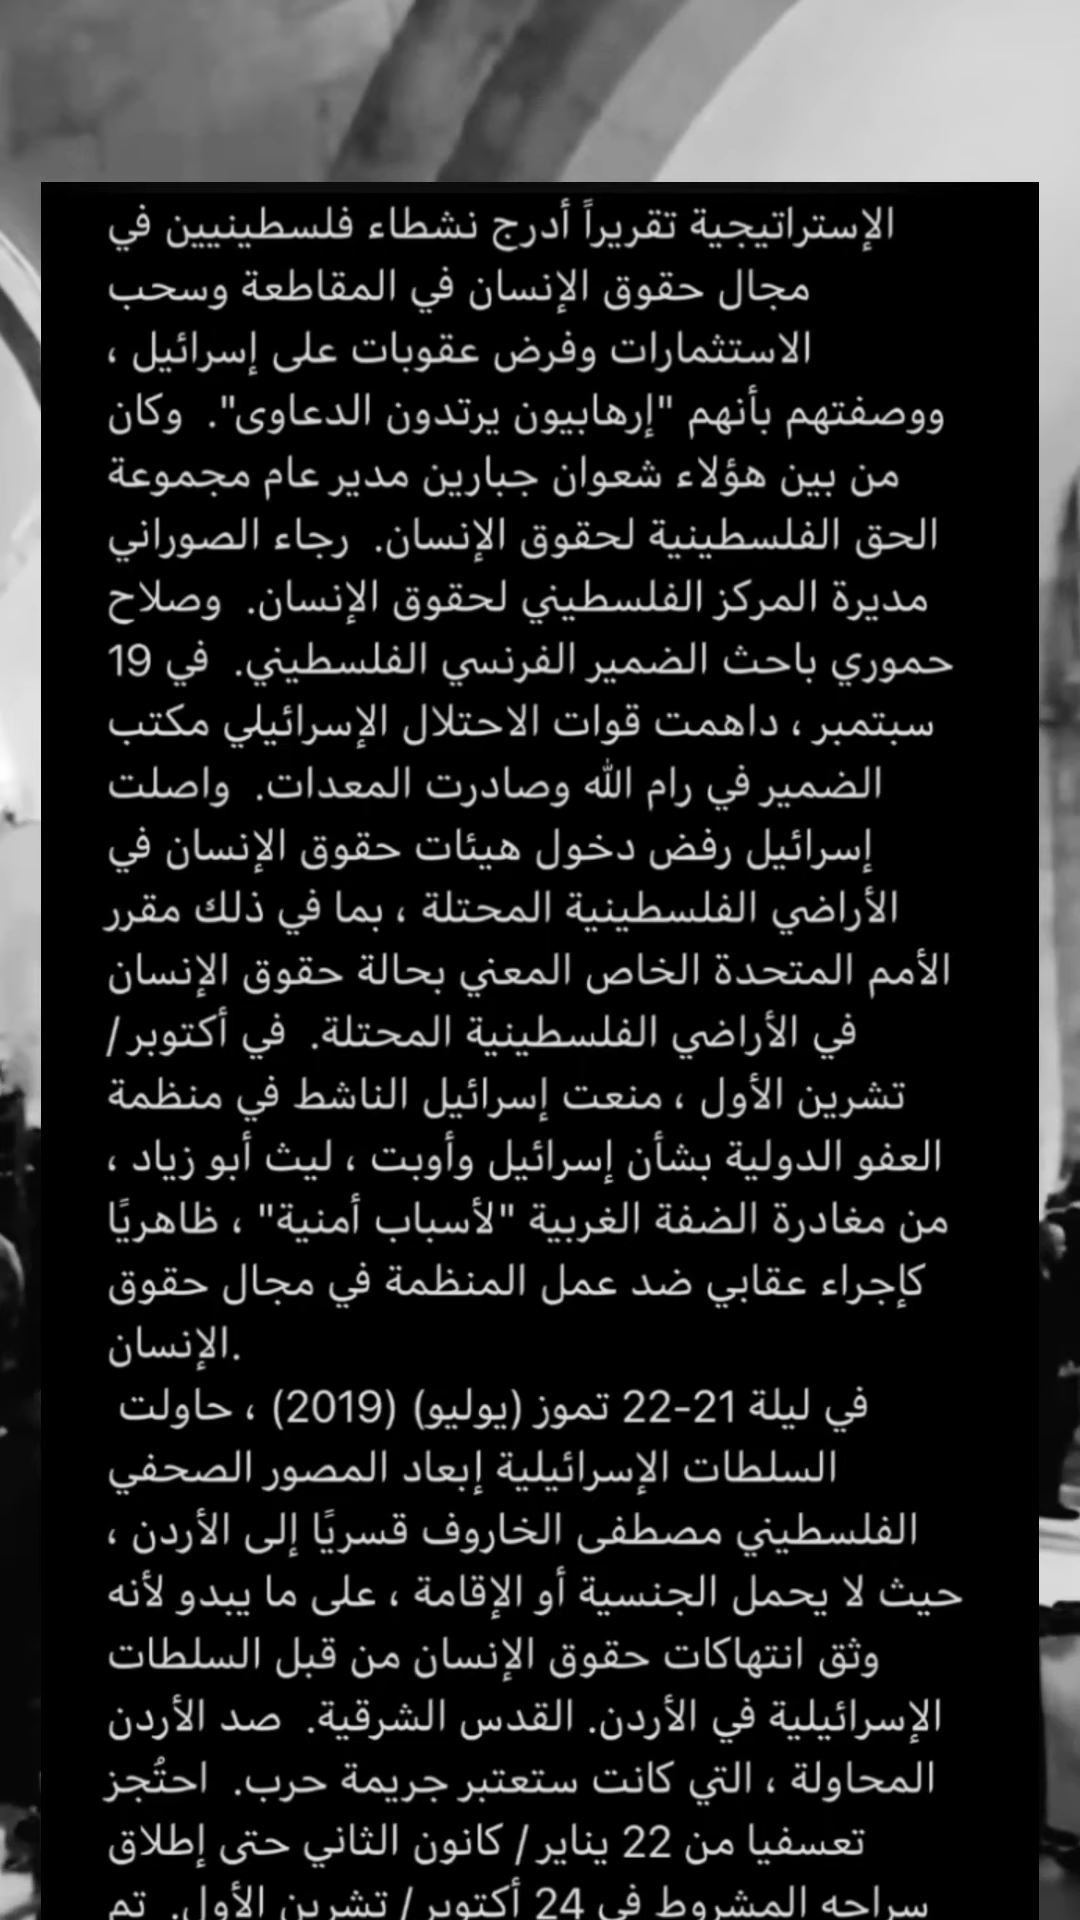 الإستراتيجية تقريراً أدرج نشطاء فلسطينيين في
مجال حقوق الإنسان في المقاطعة وسحب
الاستثمارات وفرض عقوبات على إسرائيل ،
ووصفتهم بأنهم "إرهابيون يرتدون الدعاوى". وكان
من بين هؤلاء شعوان جبارين مدير عام مجموعة
الحق الفلسطينية لحقوق الإنسان. رجاء الصوراني
مديرة المركز الفلسطيني لحقوق الإنسان. وصلاح
حموري باحث الضمير الفرنسي الفلسطيني. في 19
سبتمبر ، داهمت قوات الاحتلال الإسرائيلي مكتب
الضمير في رام الله وصادرت المعدات. واصلت
إسرائيل رفض دخول هيئات حقوق الإنسان في
الأراضي الفلسطينية المحتلة ، بما في ذلك مقرر
الأمم المتحدة الخاص المعني بحالة حقوق الإنسان
في الأراضي الفلسطينية المحتلة. في أكتوبر /
تشرين الأول ، منعت إسرائيل الناشط في منظمة
العفو الدولية بشأن إسرائيل وأوبت ، ليث أبو زياد ،
من مغادرة الضفة الغربية "لأسباب أمنية" ، ظاهريًا
كإجراء عقابي ضد عمل المنظمة في مجال حقوق
الإنسان.
في ليلة 21-22 تموز (يوليو) (2019) ، حاولت
السلطات الإسرائيلية إبعاد المصور الصحفي
الفلسطيني مصطفى الخاروف قسريًا إلى الأردن ،
حيث لا يحمل الجنسية أو الإقامة ، على ما يبدو لأنه
وثق انتهاكات حقوق الإنسان من قبل السلطات
الإسرائيلية في الأردن. القدس الشرقية. صد الأردن
المحاولة ، التي كانت ستعتبر جريمة حرب. احتُجز
تعسفيا من 22 يناير / كانون الثاني حتى إطلاق
سراحه المشروط في 24 أكتوبر / تشرين الأول. تم